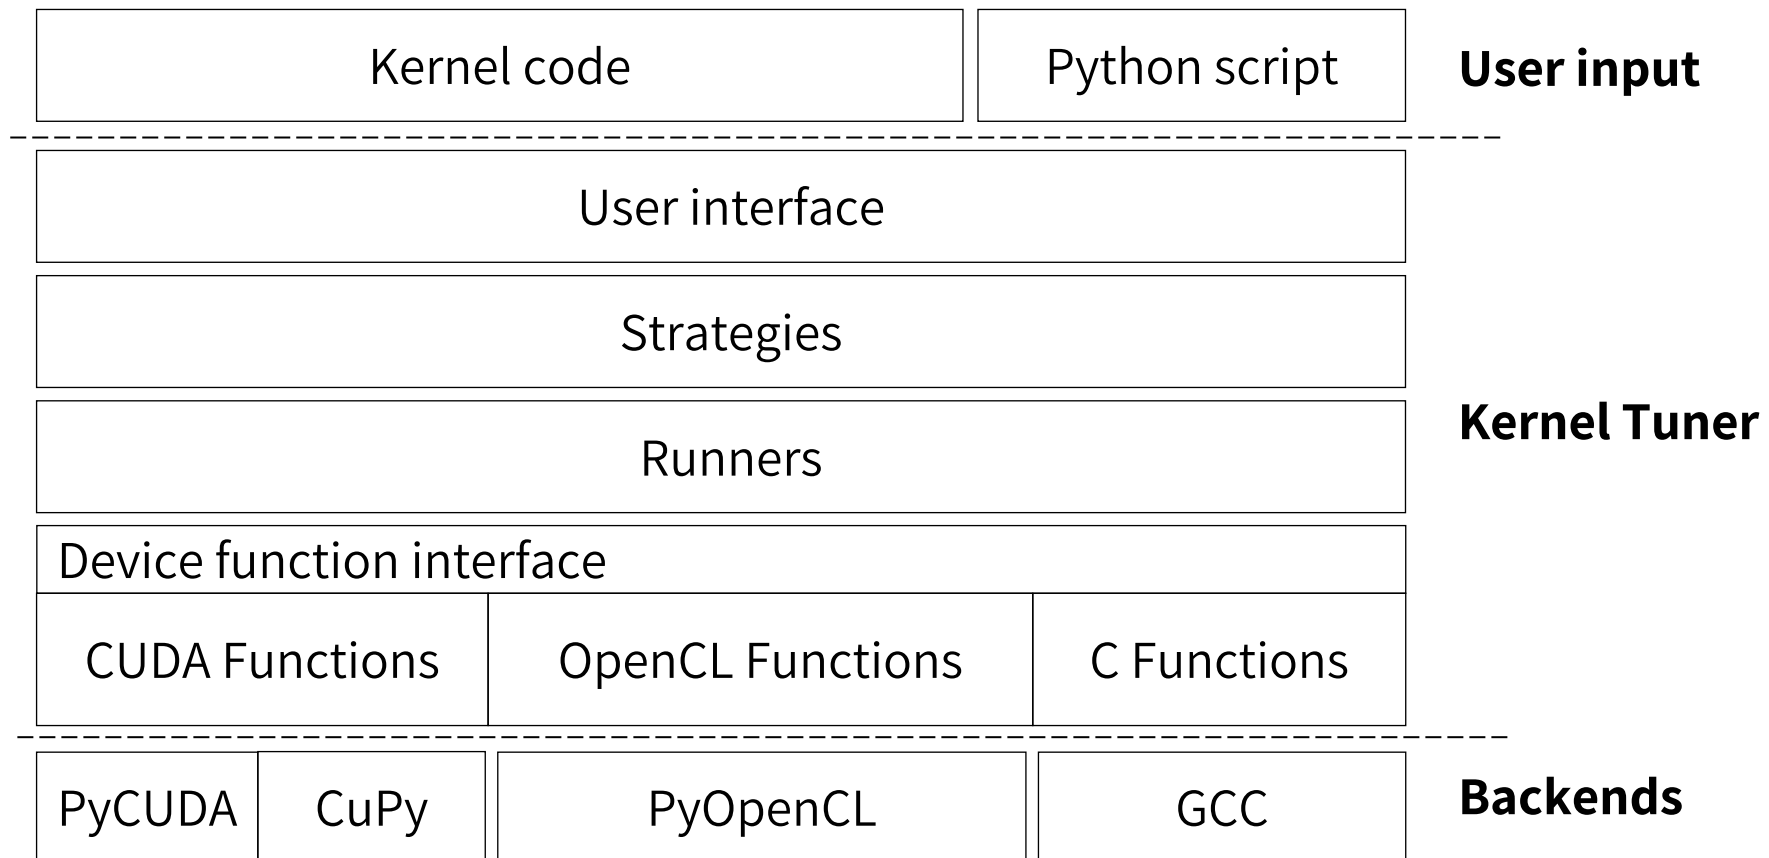 Kernel code
Python script
User input
User interface
Strategies
Kernel Tuner
Runners
Device function interface
CUDA Functions
OpenCL Functions
C Functions
PyCUDA
CuPy
PyOpenCL
GCC
Backends